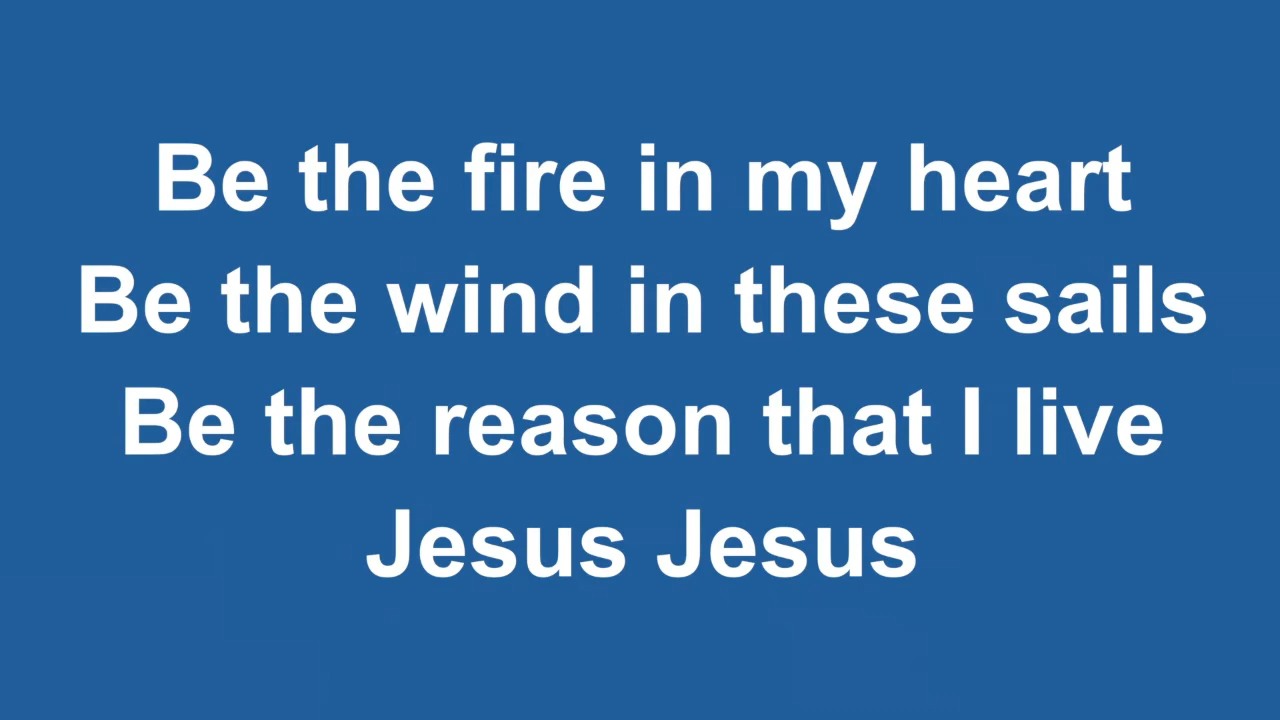 Be the fire in my heart
Be the wind in these sails
Be the reason that I live
Jesus Jesus